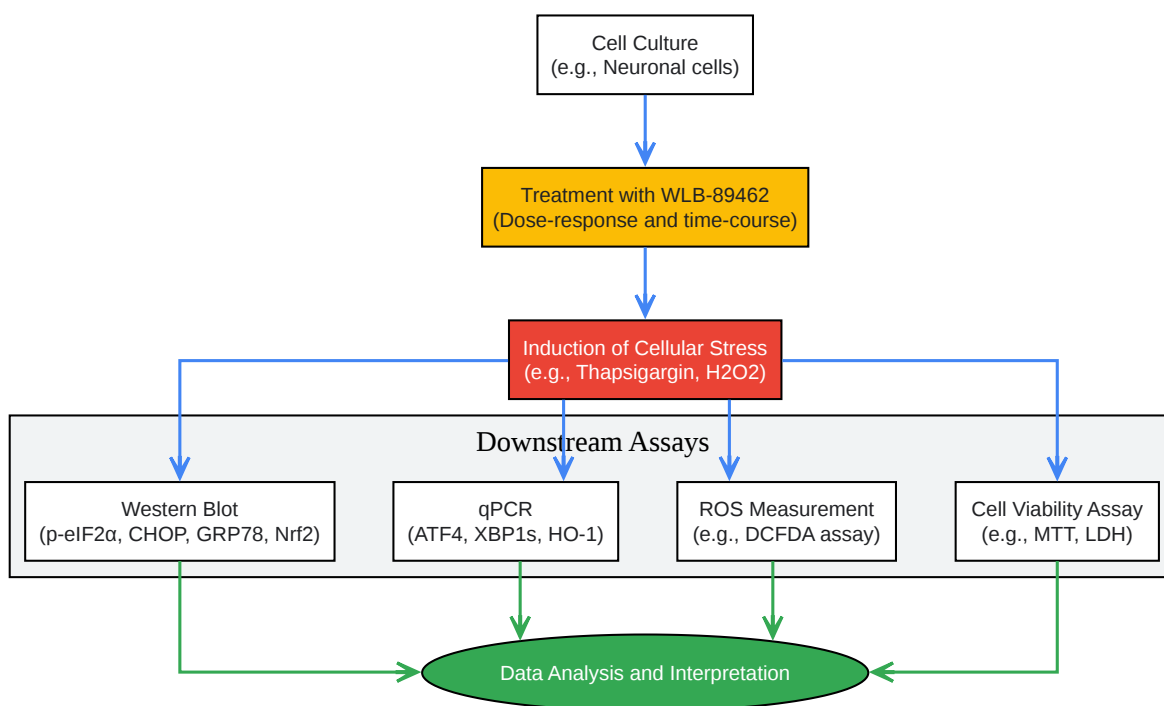 Cell Culture
(e.g., Neuronal cells)
Treatment with WLB-89462
(Dose-response and time-course)
Induction of Cellular Stress
(e.g., Thapsigargin, H2O2)
Downstream Assays
Western Blot
(p-eIF2α, CHOP, GRP78, Nrf2)
qPCR
(ATF4, XBP1s, HO-1)
ROS Measurement
(e.g., DCFDA assay)
Cell Viability Assay
(e.g., MTT, LDH)
Data Analysis and Interpretation